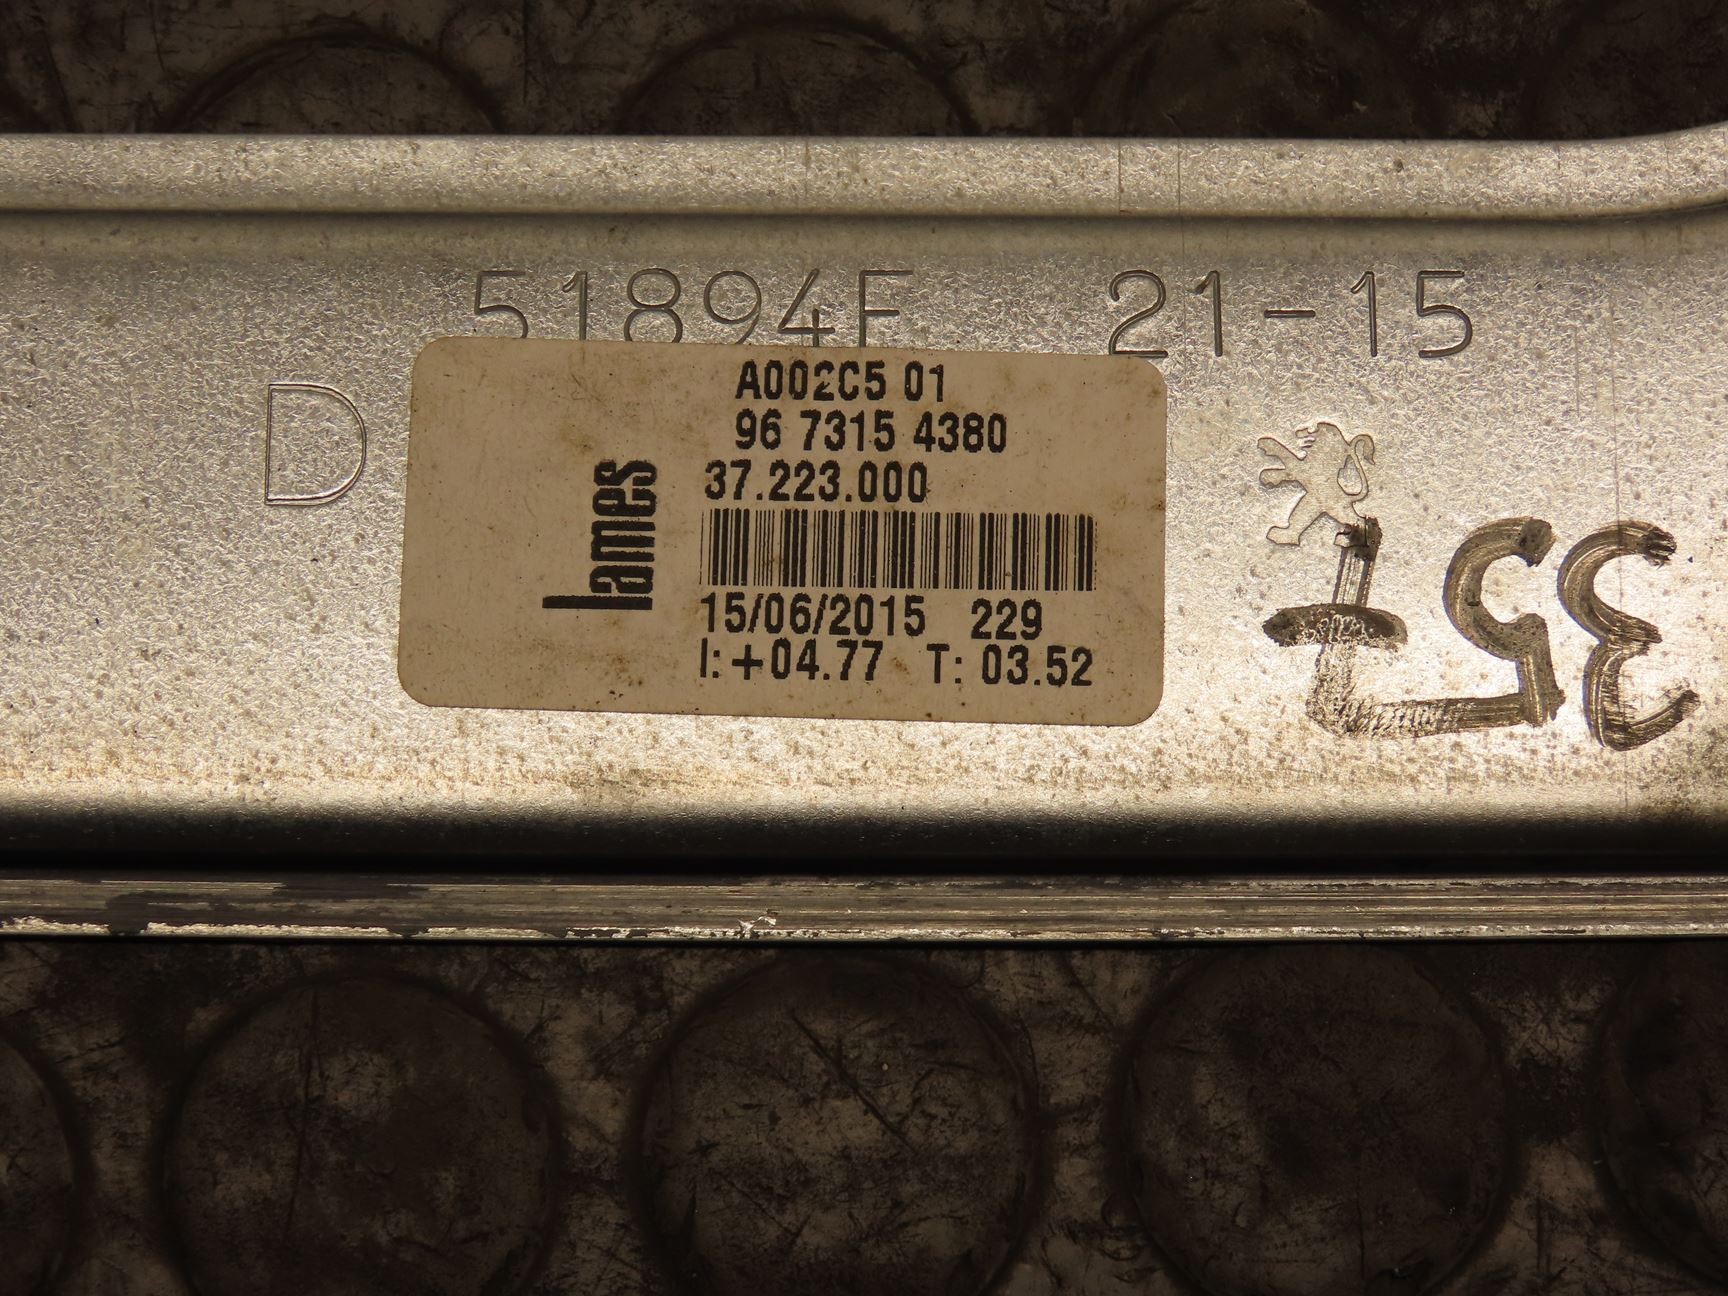 51894F 21-15
D
A002C5 01
96 7315 4380
37.223.000
lames
15/06/2015 229
I: +04.77 T: 03.52